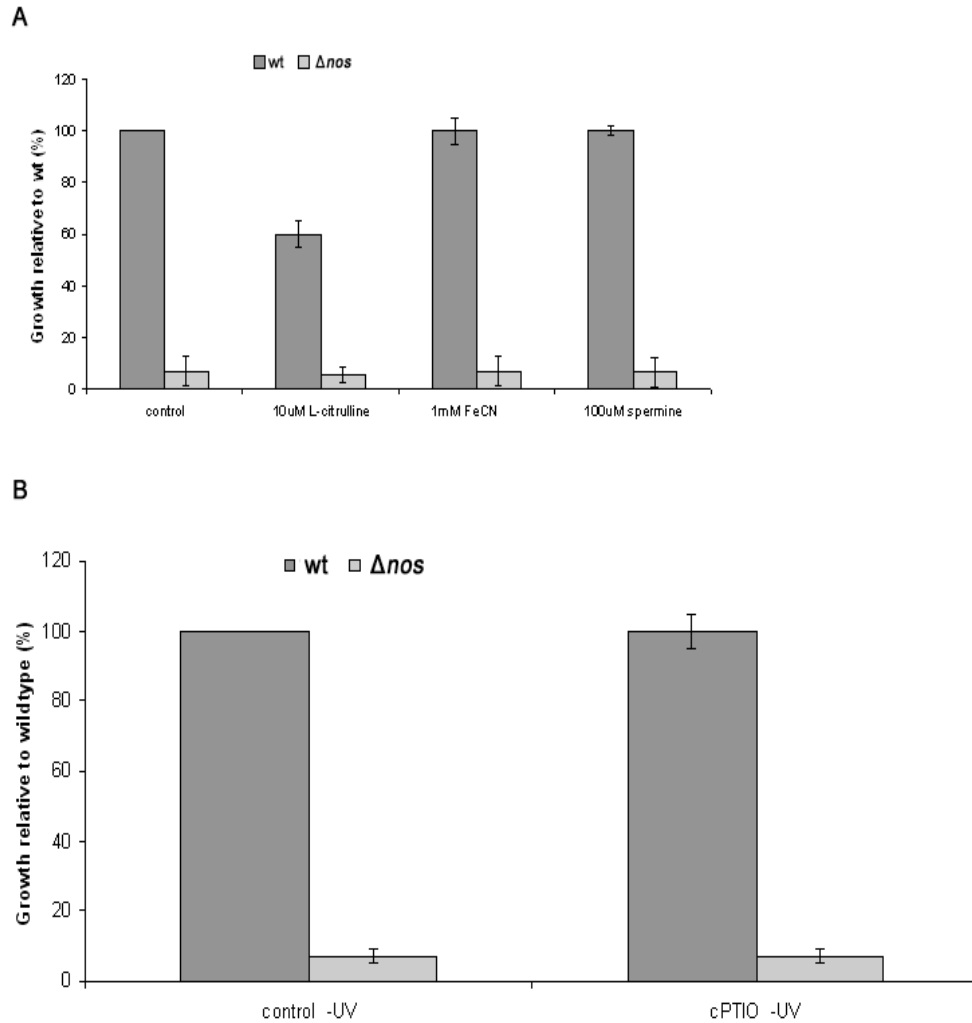 A
wt Δnos
Growth relative to wt (%)
120
100
80
60
40
20
0
control 10uM L-citrulline 1mM FeCN 100uM spermine
B
wt Δnos
Growth relative to wildtype (%)
120
100
80
60
40
20
0
control -UV cPTIO -UV